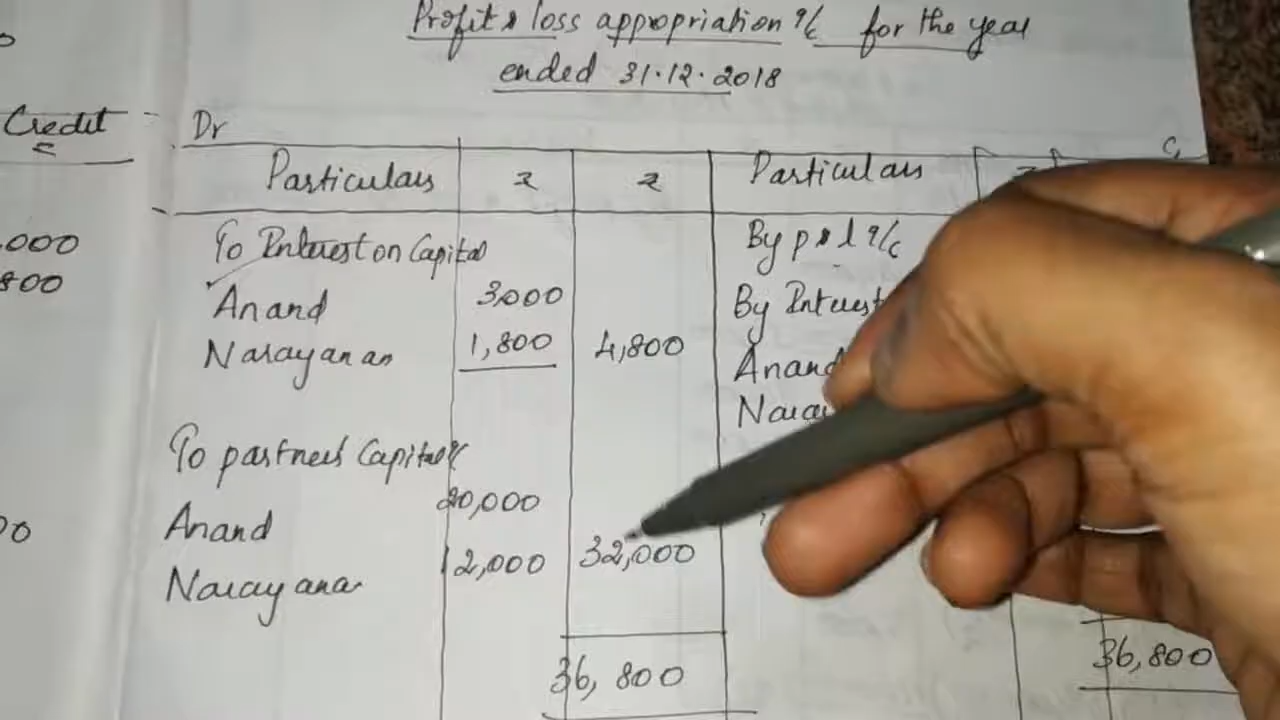 Profit & loss appropriation a/c for the year
ended 31.12.2018
Credit
Dr
Particulars ₹ ₹ Particulars
000 To Interest on Capital By p & l a/c
800 Anand 3,000 By Interest
Narayanan 1,800 4,800 Anand
To partners Capital a/c
20,000
Anand
Narayana 12,000 32,000
36,800 36,800